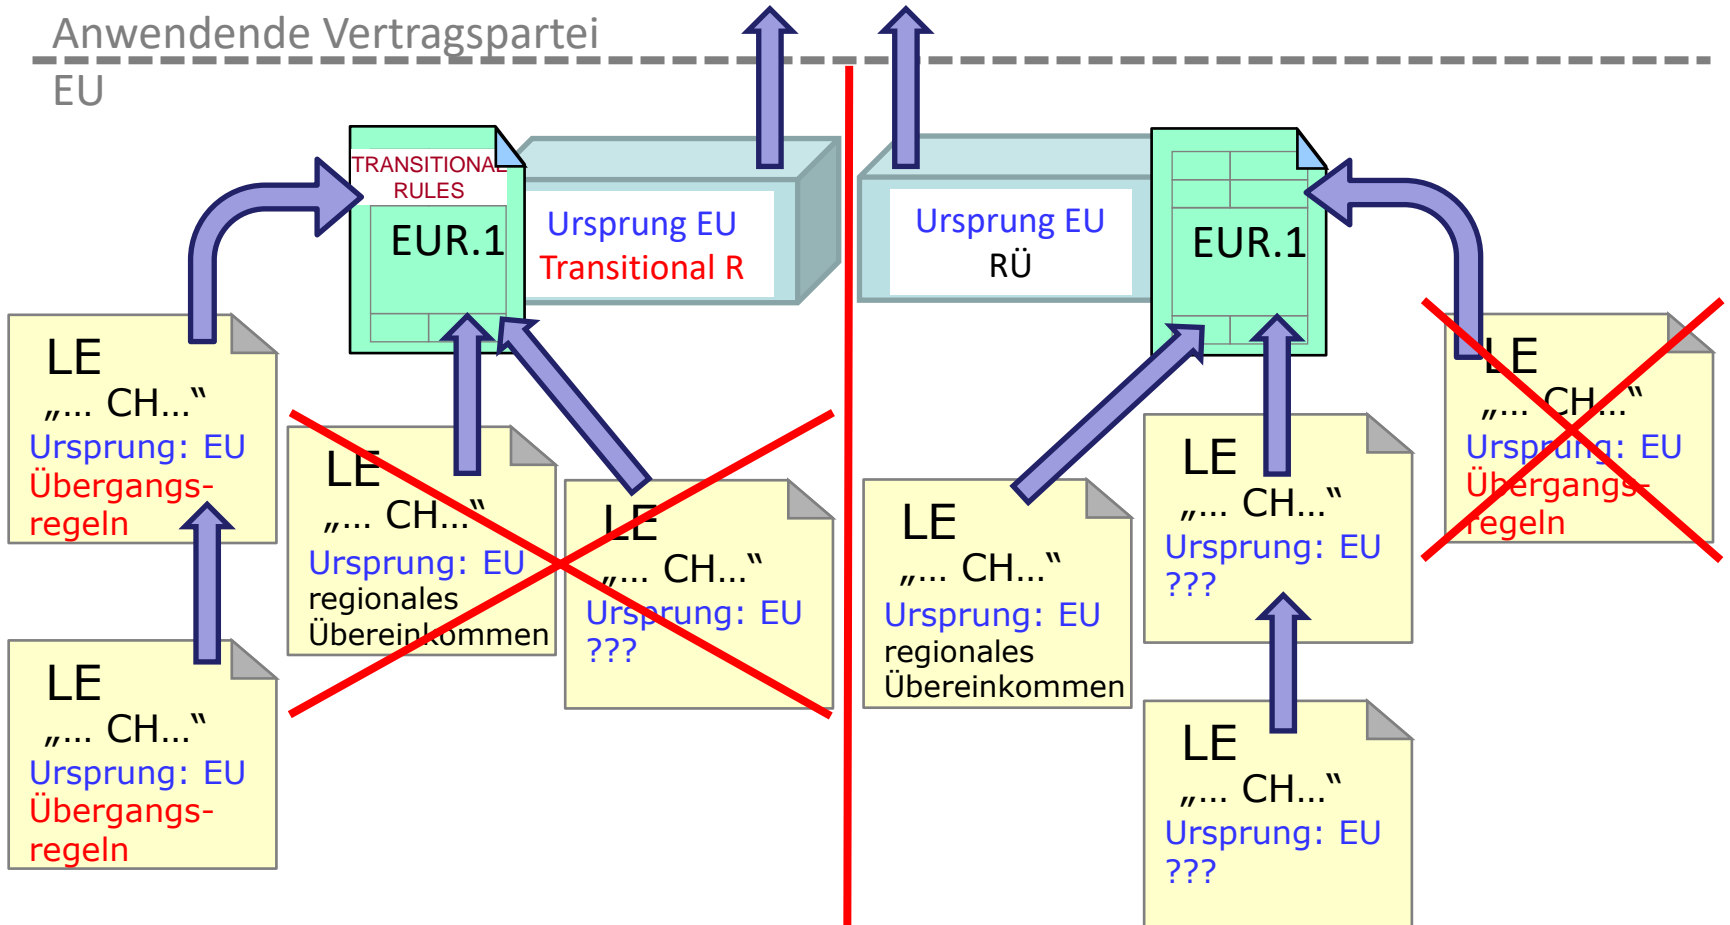 Anwendende Vertragspartei
EU
TRANSITIONAL
RULES
EUR.1
Ursprung EU
Transitional R
Ursprung EU
RÜ
EUR.1
LE
„... CH...“
Ursprung: EU
Übergangs-
regeln
LE
„... CH...“
Ursprung: EU
regionales
Übereinkommen
LE
„... CH...“
Ursprung: EU
???
LE
„... CH...“
Ursprung: EU
Übergangs-
regeln
LE
„... CH...“
Ursprung: EU
regionales
Übereinkommen
LE
„... CH...“
Ursprung: EU
???
LE
„... CH...“
Ursprung: EU
Übergangs-
regeln
LE
„... CH...“
Ursprung: EU
???